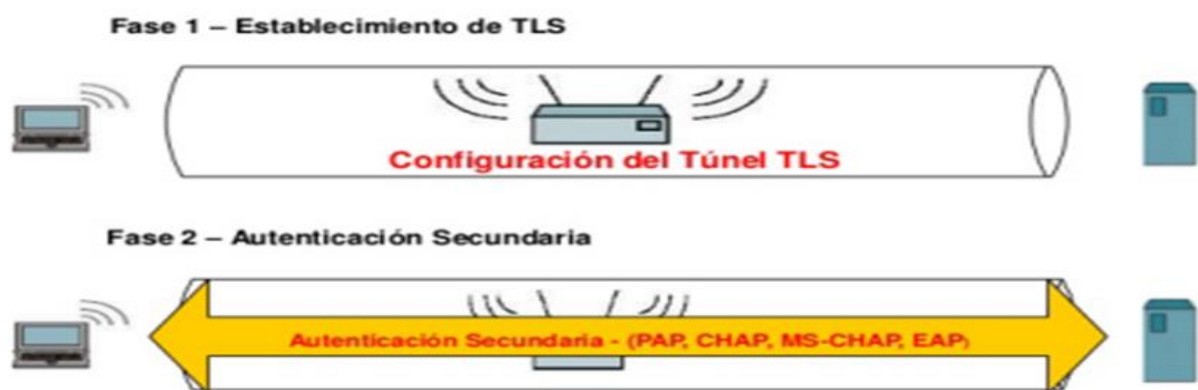 Fase 1 – Establecimiento de TLS
Configuración del Túnel TLS
Fase 2 – Autenticación Secundaria
Autenticación Secundaria - (PAP, CHAP, MS-CHAP, EAP)